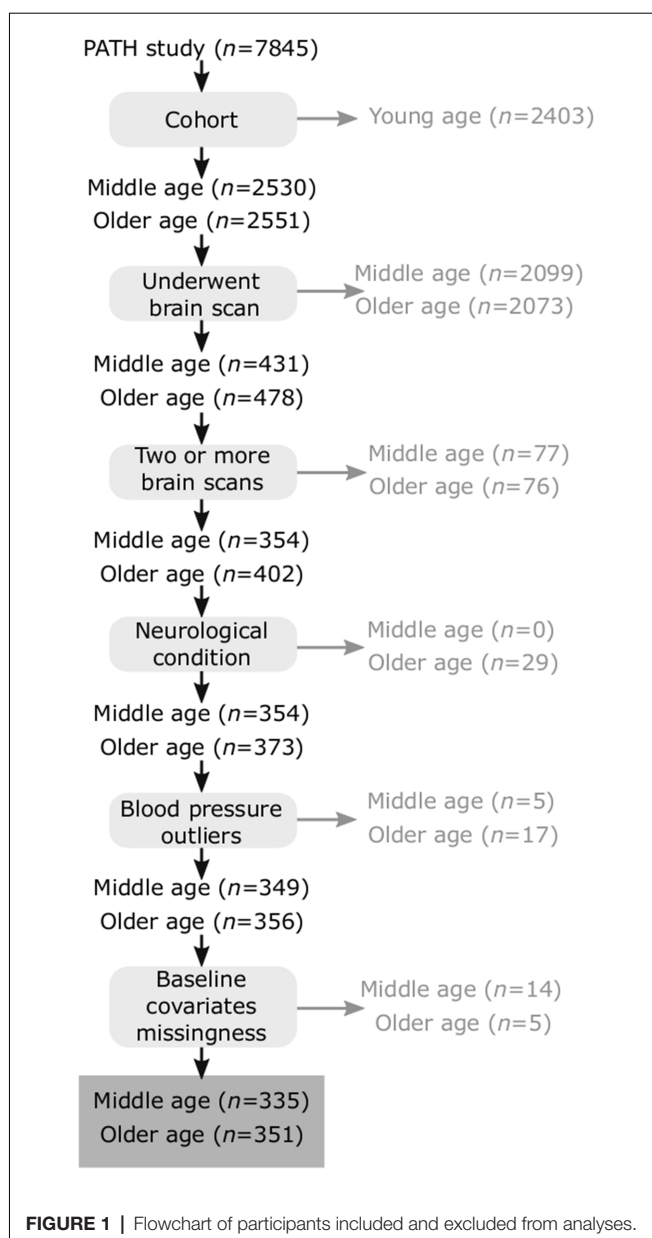 PATH study (n=7845)
Cohort
Young age (n=2403)
Middle age (n=2530)
Older age (n=2551)
Underwent
brain scan
Middle age (n=2099)
Older age (n=2073)
Middle age (n=431)
Older age (n=478)
Two or more
brain scans
Middle age (n=77)
Older age (n=76)
Middle age (n=354)
Older age (n=402)
Neurological
condition
Middle age (n=0)
Older age (n=29)
Middle age (n=354)
Older age (n=373)
Blood pressure
outliers
Middle age (n=5)
Older age (n=17)
Middle age (n=349)
Older age (n=356)
Baseline
covariates
missingness
Middle age (n=14)
Older age (n=5)
Middle age (n=335)
Older age (n=351)
FIGURE 1 | Flowchart of participants included and excluded from analyses.